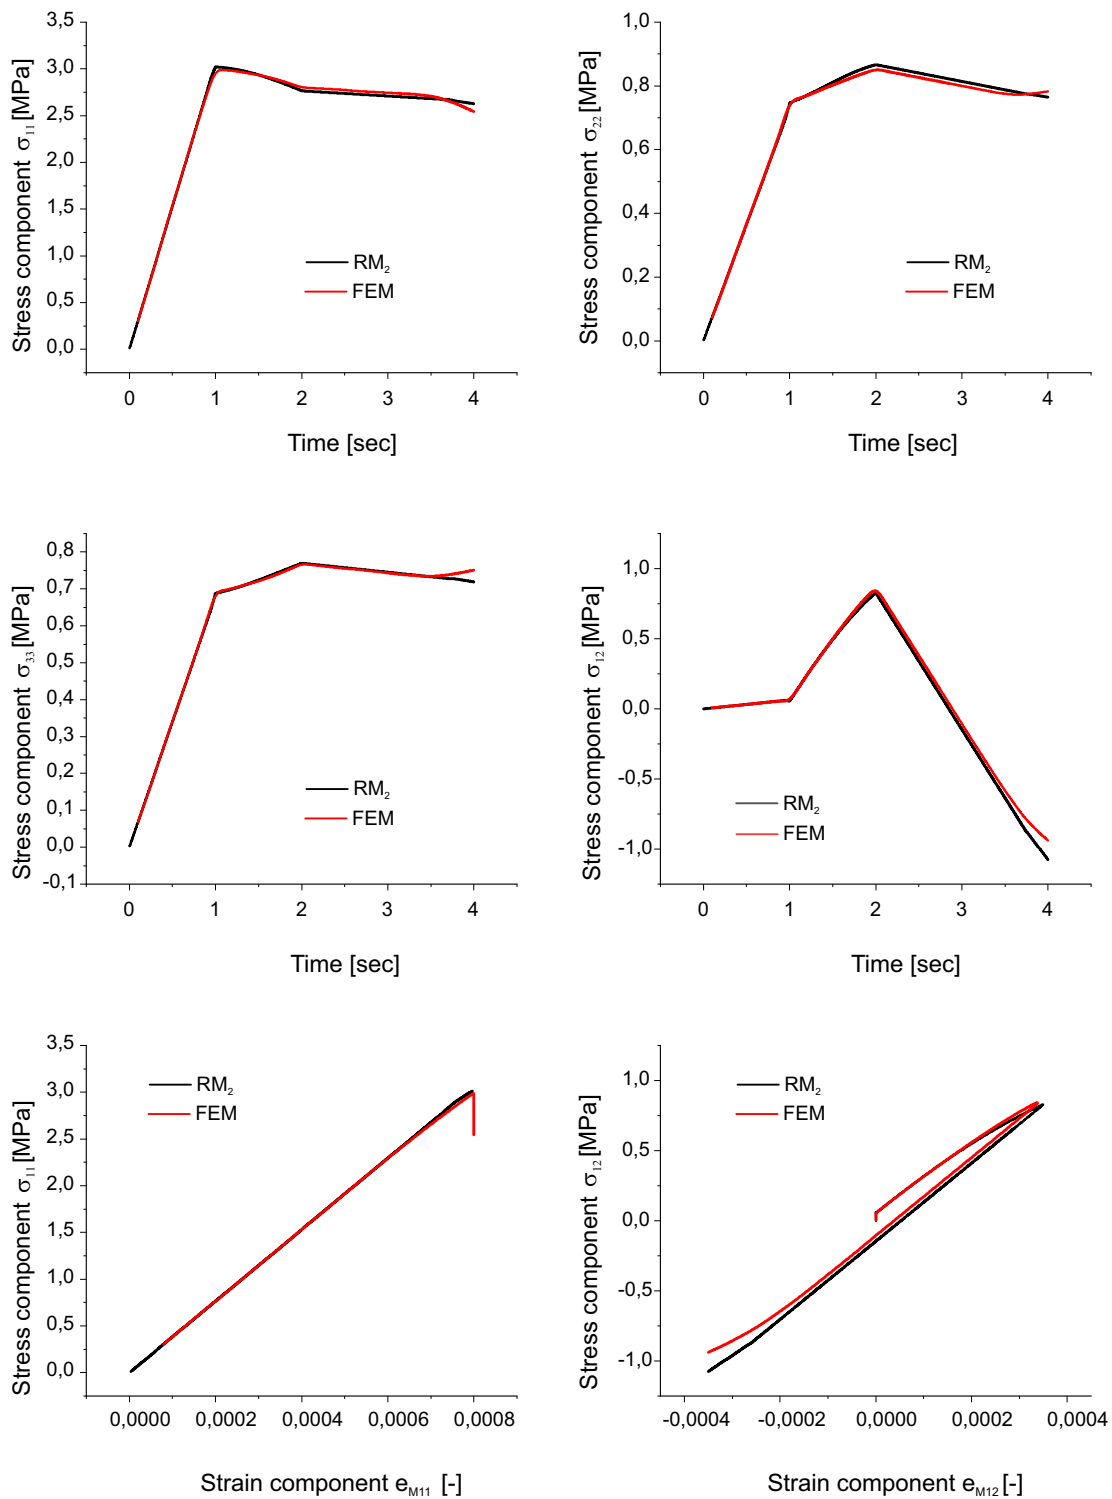 Stress component σ11 [MPa]
3,5
3,0
2,5
2,0
1,5
1,0
0,5
0,0
RM2
FEM
0 1 2 3 4
Time [sec]
Stress component σ22 [MPa]
1,0
0,8
0,6
0,4
0,2
0,0
RM2
FEM
0 1 2 3 4
Time [sec]
Stress component σ33 [MPa]
0,8
0,7
0,6
0,5
0,4
0,3
0,2
0,1
0,0
-0,1
RM2
FEM
0 1 2 3 4
Time [sec]
Stress component σ12 [MPa]
1,0
0,5
0,0
-0,5
-1,0
RM2
FEM
0 1 2 3 4
Time [sec]
Stress component σ11 [MPa]
3,5
3,0
2,5
2,0
1,5
1,0
0,5
0,0
RM2
FEM
0,0000 0,0002 0,0004 0,0006 0,0008
Strain component eM11 [-]
Stress component σ12 [MPa]
1,0
0,5
0,0
-0,5
-1,0
RM2
FEM
-0,0004 -0,0002 0,0000 0,0002 0,0004
Strain component eM12 [-]